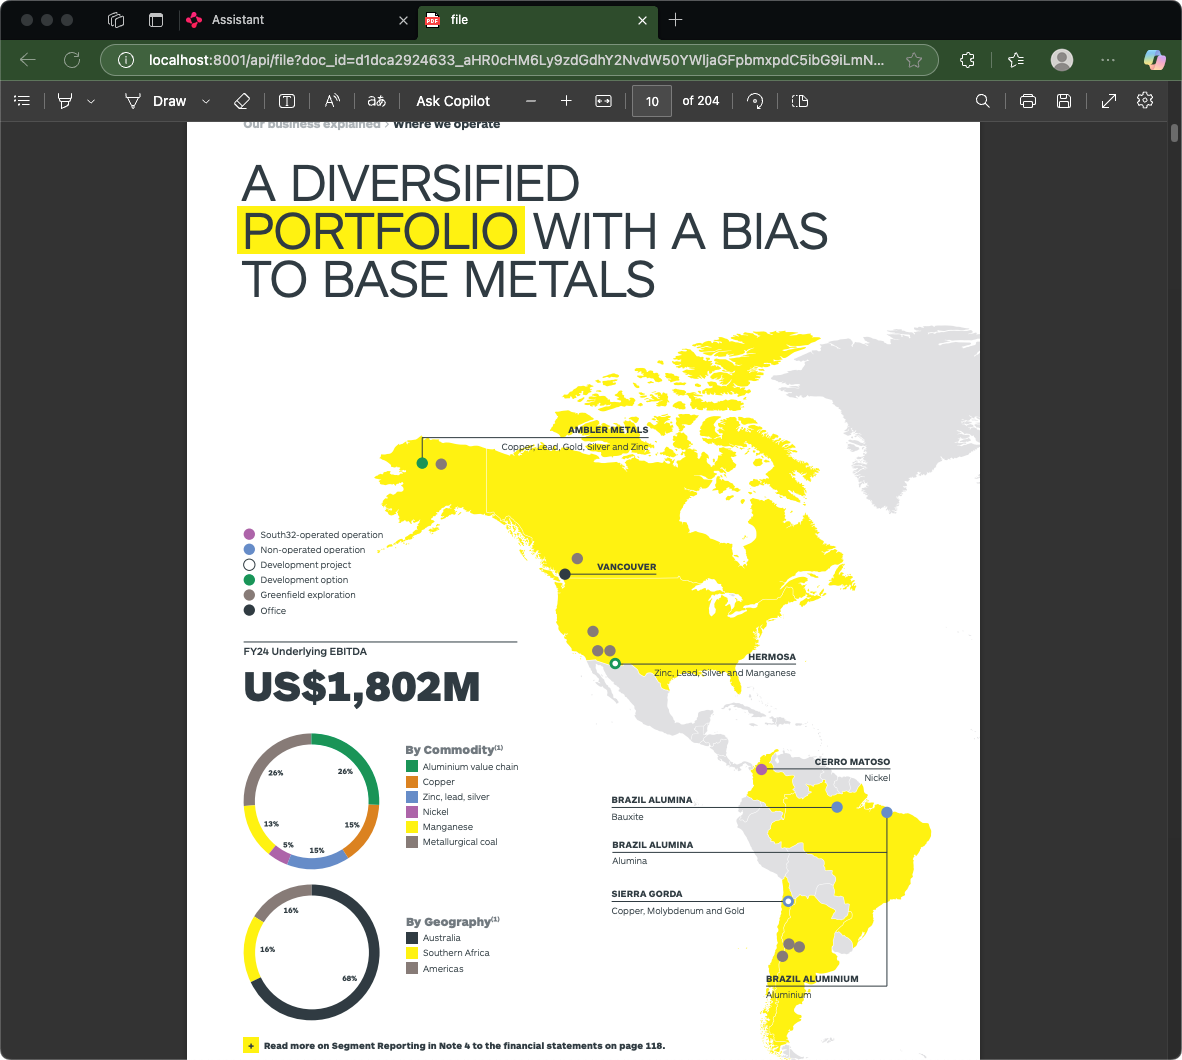 Assistant
file
localhost:8001/api/file?doc_id=d1dca2924633_aHR0cHM6Ly9zdGdhY2NvdW50YWljaGFpbmxpdC5ibG9iLmN...
Draw
T
A
aあ
Ask Copilot
10
of 204
Our business explained > Where we operate
A DIVERSIFIED
PORTFOLIO WITH A BIAS
TO BASE METALS
AMBLER METALS
Copper, Lead, Gold, Silver and Zinc
South32-operated operation
Non-operated operation
Development project
Development option
Greenfield exploration
Office
VANCOUVER
HERMOSA
Zinc, Lead, Silver and Manganese
FY24 Underlying EBITDA
US$1,802M
By Commodity(1)
Aluminium value chain
Copper
Zinc, lead, silver
Nickel
Manganese
Metallurgical coal
26%
26%
15%
15%
5%
13%
By Geography(1)
Australia
Southern Africa
Americas
16%
16%
68%
CERRO MATOSO
Nickel
BRAZIL ALUMINA
Bauxite
BRAZIL ALUMINA
Alumina
SIERRA GORDA
Copper, Molybdenum and Gold
BRAZIL ALUMINIUM
Aluminium
+ Read more on Segment Reporting in Note 4 to the financial statements on page 118.